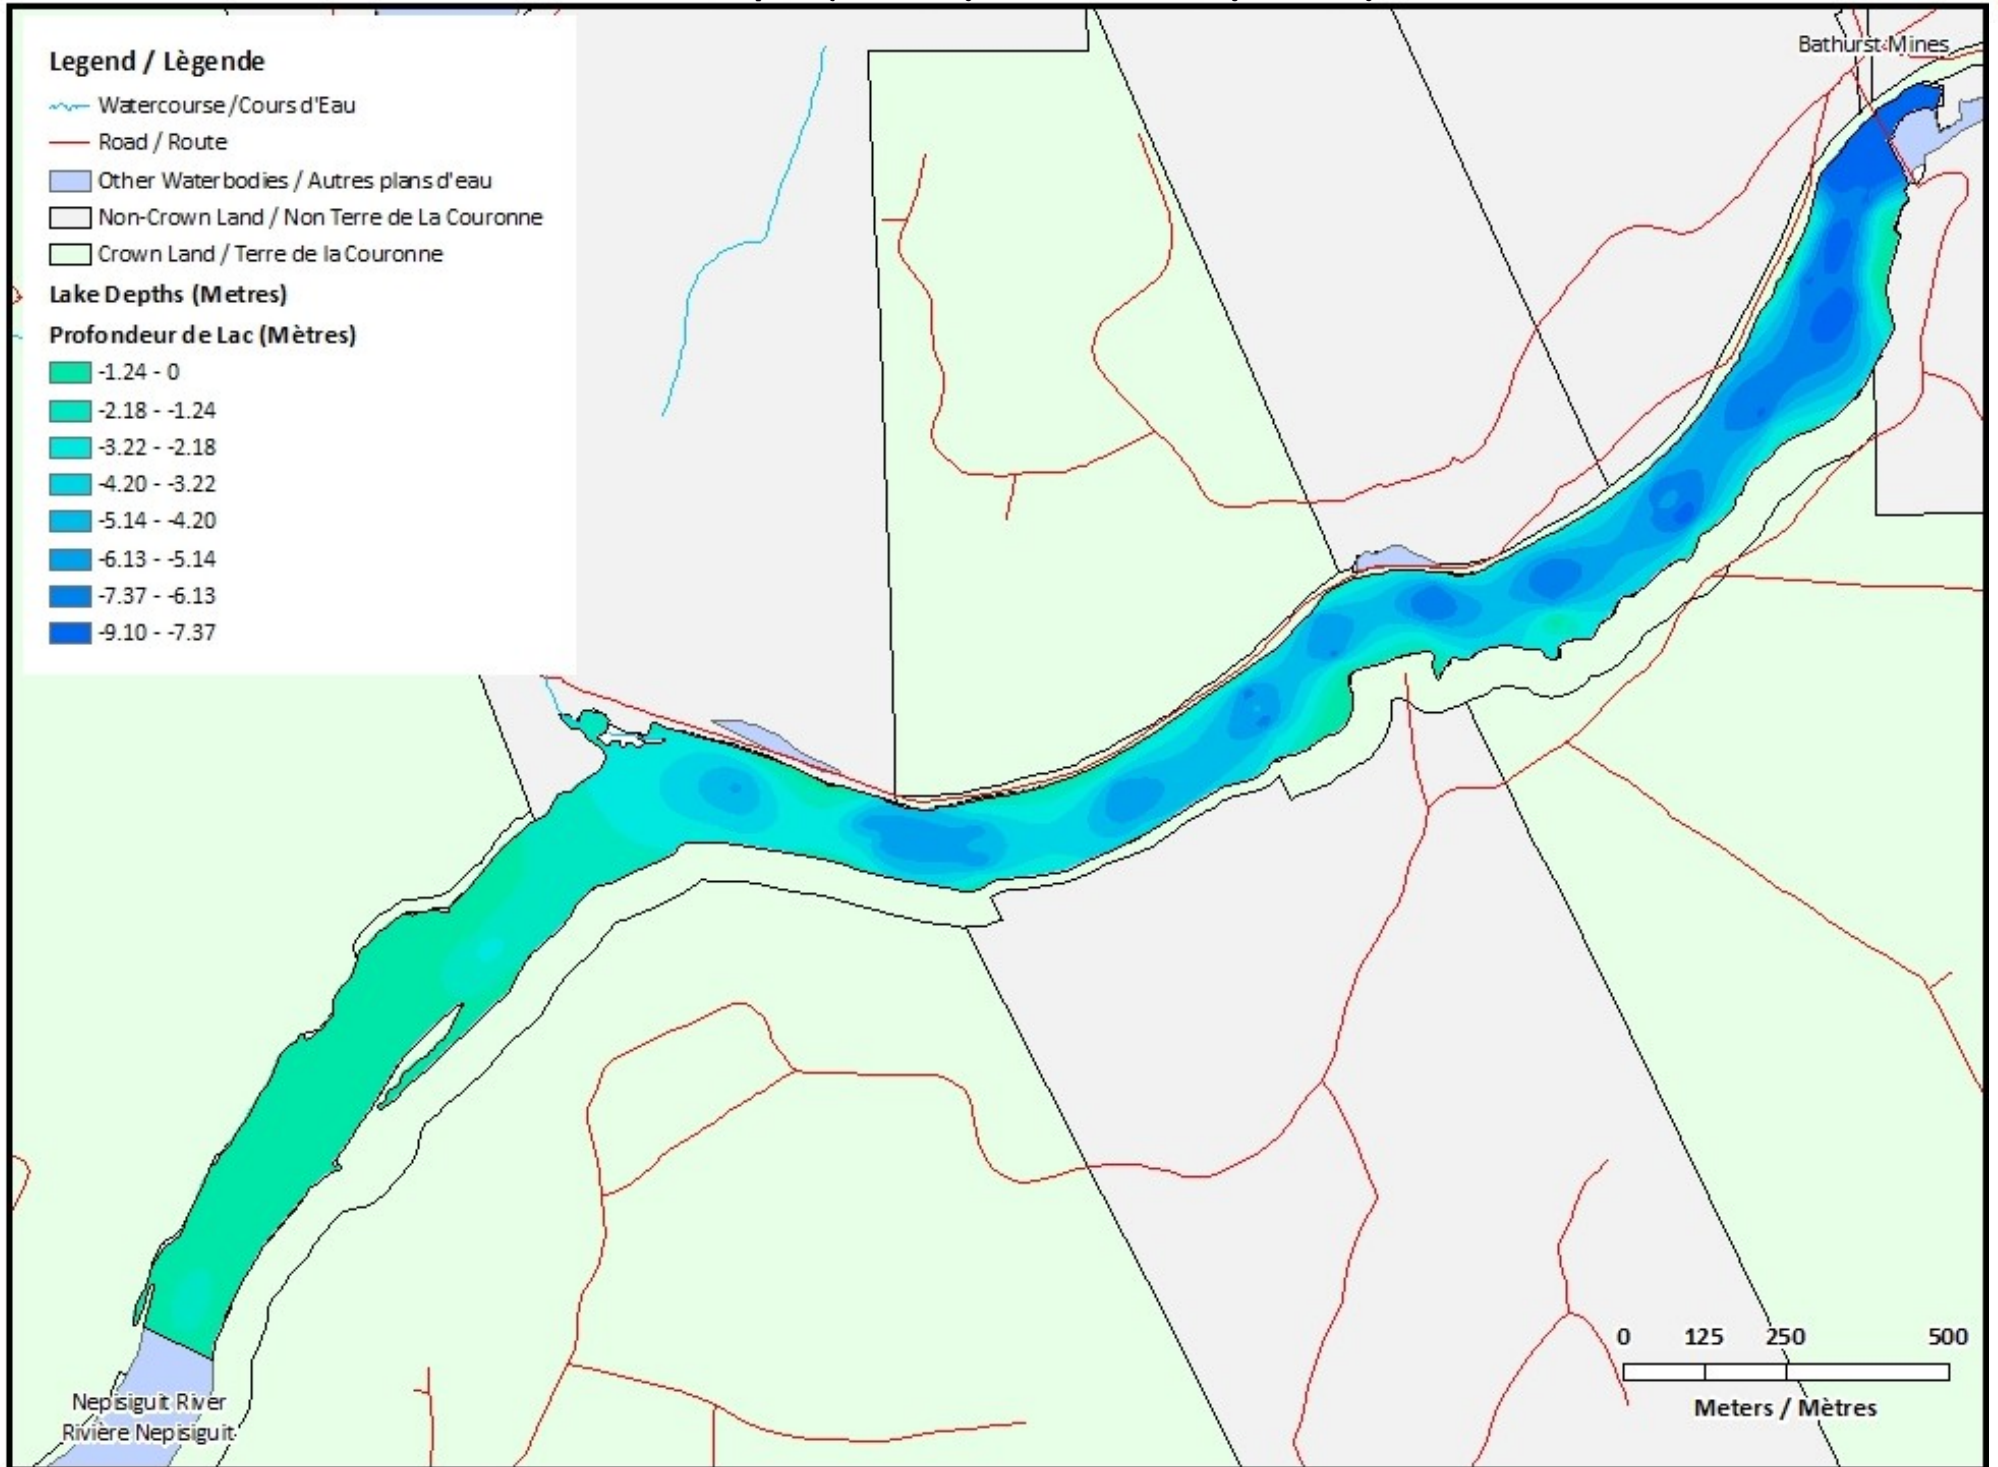 Bathurst Mines
Legend / Lègende
Watercourse /Cours d'Eau
Road / Route
Other Waterbodies / Autres plans d'eau
Non-Crown Land / Non Terre de La Couronne
Crown Land / Terre de la Couronne
Lake Depths (Metres)
Profondeur de Lac (Mètres)
-1.24 - 0
-2.18 - -1.24
-3.22 - -2.18
-4.20 - -3.22
-5.14 - -4.20
-6.13 - -5.14
-7.37 - -6.13
-9.10 - -7.37
0 125 250 500
Meters / Mètres
Nepisiguit River
Rivière Nepisiguit